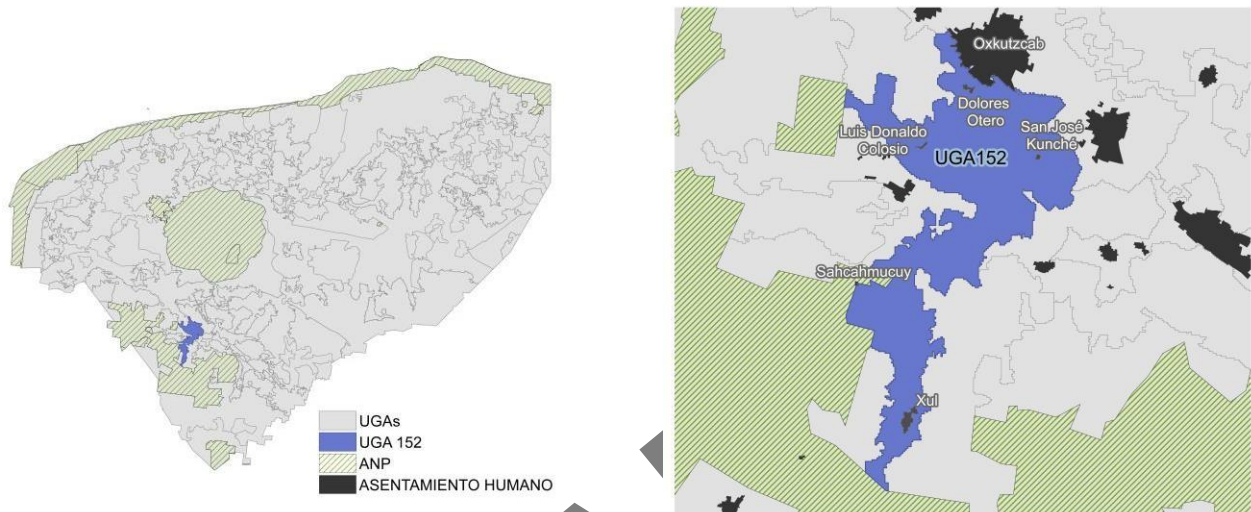 UGAs
UGA 152
ANP
ASENTAMIENTO HUMANO
Oxkutzcab
Dolores
Otero
San José
Kunché
Luis Donaldo
Colosio
UGA152
Sahcahmucuy
Xul